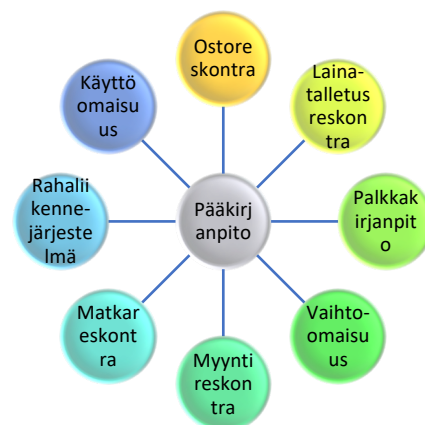 Ostore
skontra
Laina-
talletus
reskon
tra
Palkkak
irjanpit
o
Vaihto-
omaisu
us
Myynti
reskon
tra
Matkar
eskont
ra
Rahalii
kenne-
järjeste
lmä
Käyttö
omaisu
us
Pääkirj
anpito